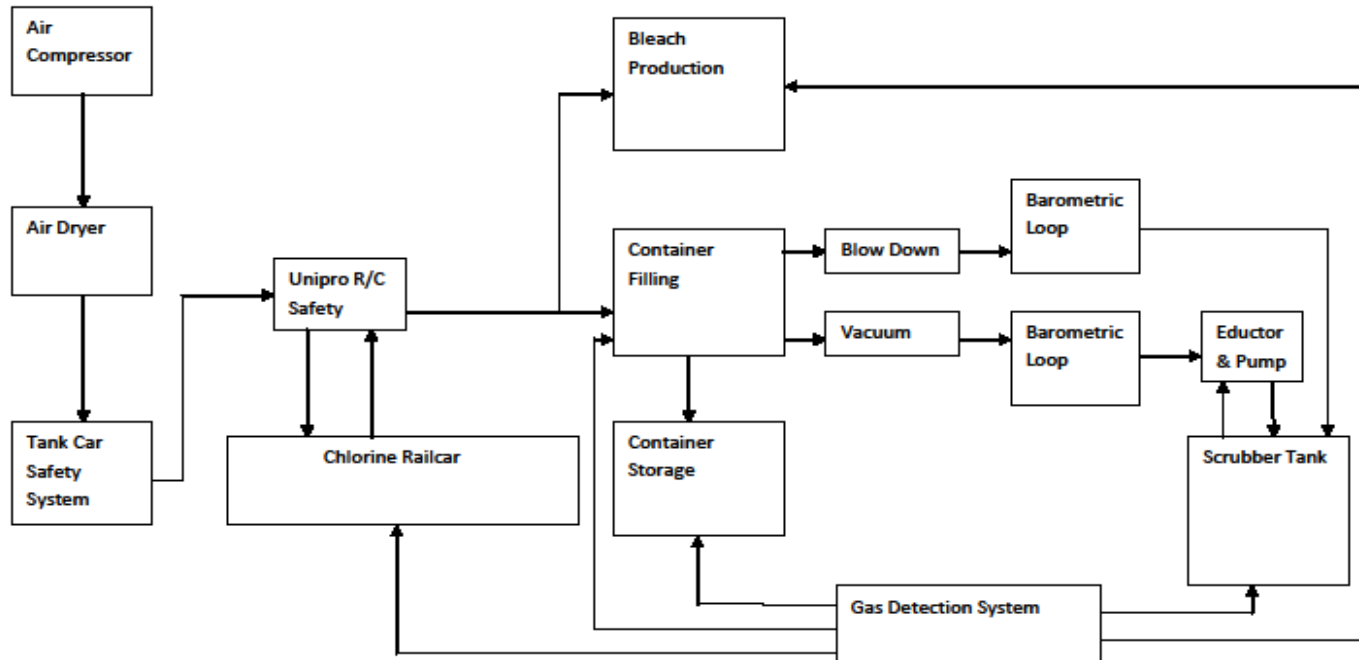 Air
Compressor
Bleach
Production
Air Dryer
Unipro R/C
Safety
Container
Filling
Blow Down
Barometric
Loop
Vacuum
Barometric
Loop
Eductor
& Pump
Tank Car
Safety
System
Chlorine Railcar
Container
Storage
Scrubber Tank
Gas Detection System